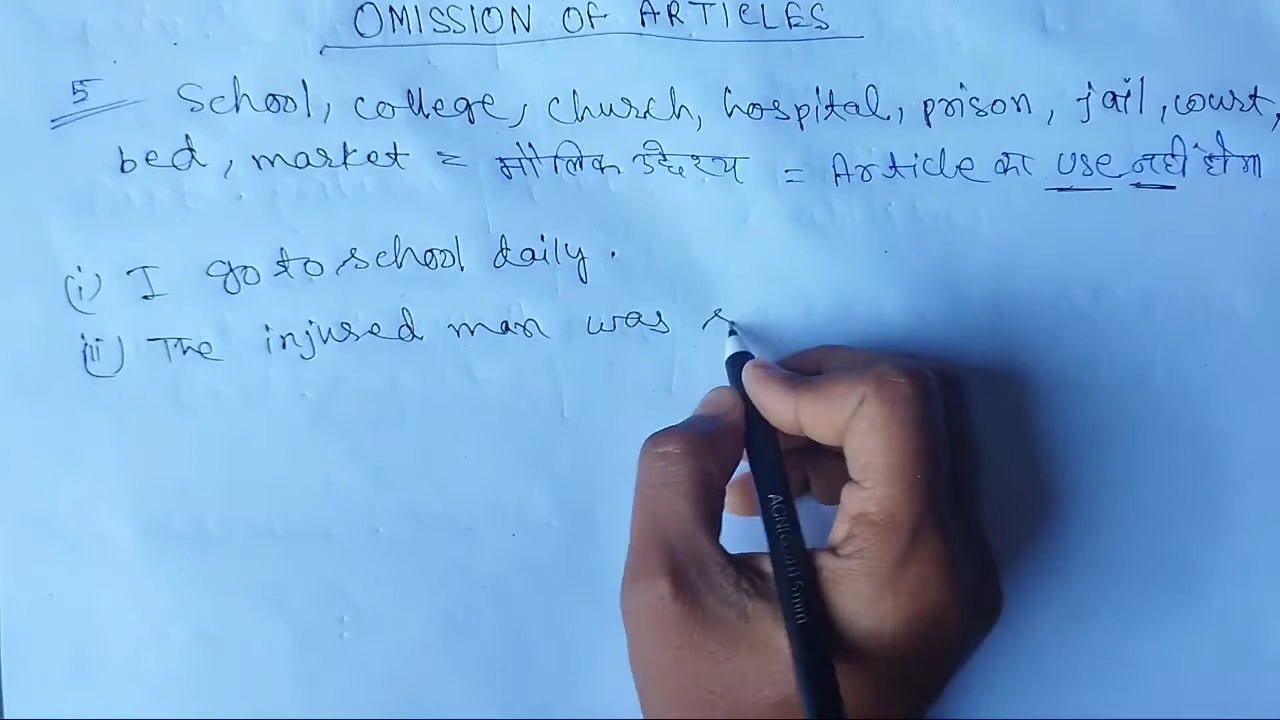 OMISSION OF ARTICLES
5 School, college, church, hospital, prison, jail, court,
bed, market = मौलिक उद्देश्य = Article का use नहीं होगा
(i) I go to school daily.
(ii) The injured man was